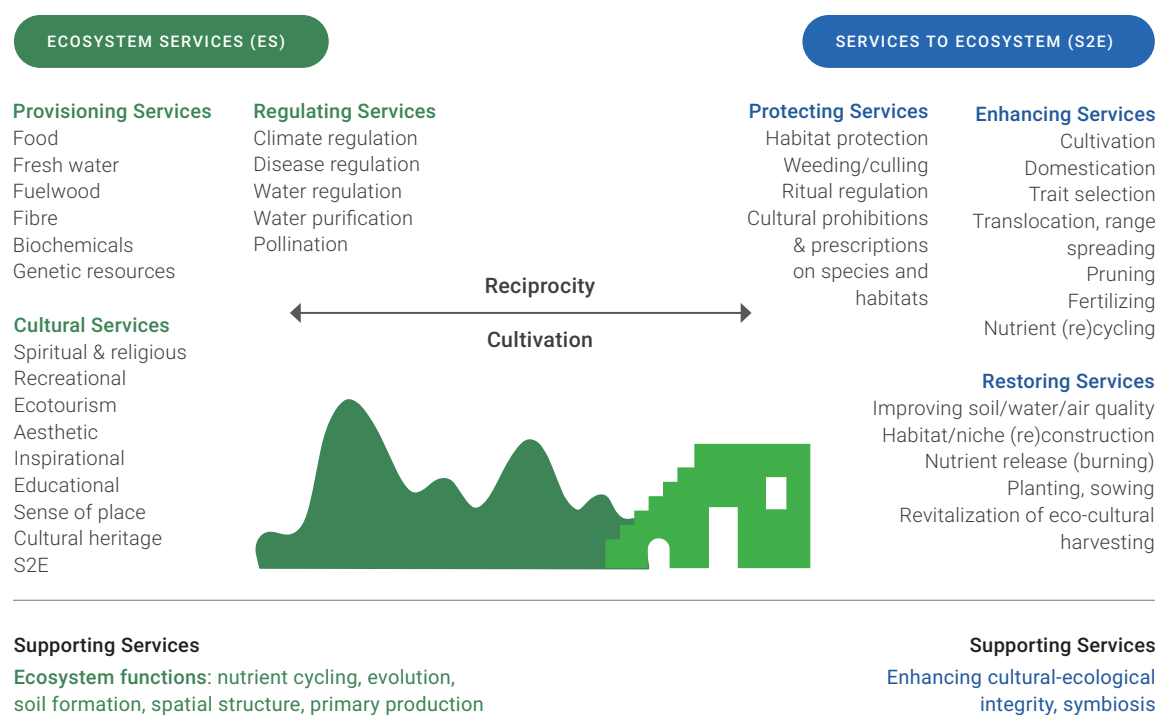 ECOSYSTEM SERVICES (ES)
SERVICES TO ECOSYSTEM (S2E)
Provisioning Services
Food
Fresh water
Fuelwood
Fibre
Biochemicals
Genetic resources
Cultural Services
Spiritual & religious
Recreational
Ecotourism
Aesthetic
Inspirational
Educational
Sense of place
Cultural heritage
S2E
Regulating Services
Climate regulation
Disease regulation
Water regulation
Water purification
Pollination
Reciprocity
Cultivation
Protecting Services
Habitat protection
Weeding/culling
Ritual regulation
Cultural prohibitions
& prescriptions
on species and
habitats
Enhancing Services
Cultivation
Domestication
Trait selection
Translocation, range
spreading
Pruning
Fertilizing
Nutrient (re)cycling
Restoring Services
Improving soil/water/air quality
Habitat/niche (re)construction
Nutrient release (burning)
Planting, sowing
Revitalization of eco-cultural
harvesting
Supporting Services
Ecosystem functions: nutrient cycling, evolution,
soil formation, spatial structure, primary production
Supporting Services
Enhancing cultural-ecological
integrity, symbiosis